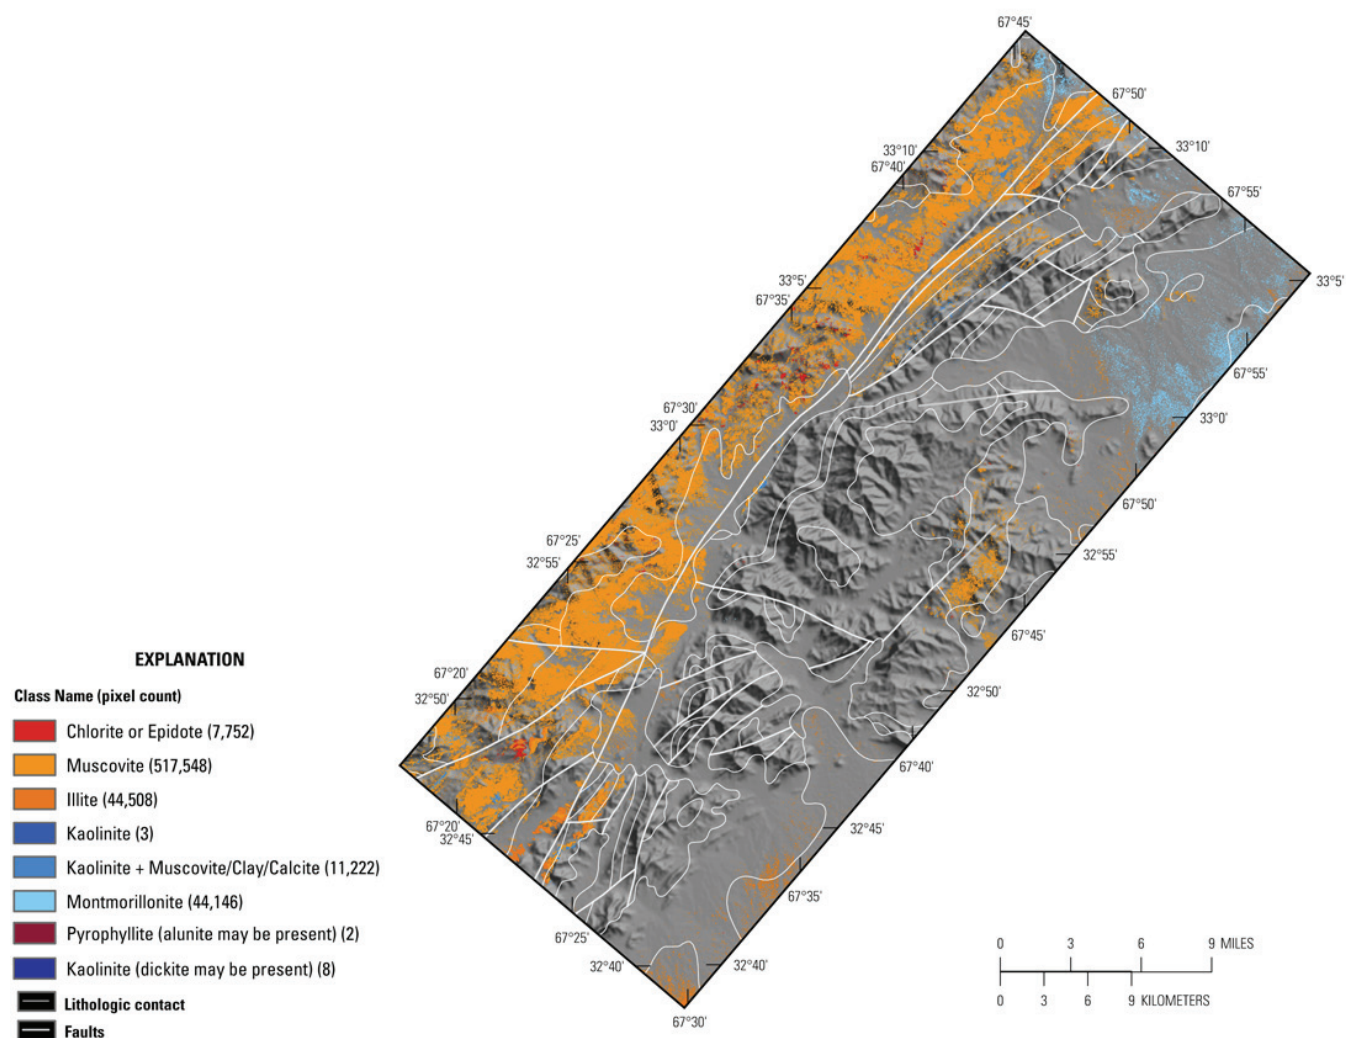 67°45'
67°50'
33°10'
67°40'
33°10'
67°55'
33°5'
67°35'
33°5'
67°55'
67°30'
33°0'
33°0'
67°50'
67°25'
32°55'
32°55'
67°45'
67°20'
32°50'
32°50'
67°40'
67°20'
32°45'
32°45'
67°35'
67°25'
32°40'
32°40'
67°30'
EXPLANATION
Class Name (pixel count)
Chlorite or Epidote (7,752)
Muscovite (517,548)
Illite (44,508)
Kaolinite (3)
Kaolinite + Muscovite/Clay/Calcite (11,222)
Montmorillonite (44,146)
Pyrophyllite (alunite may be present) (2)
Kaolinite (dickite may be present) (8)
Lithologic contact
Faults
0 3 6 9 MILES
0 3 6 9 KILOMETERS